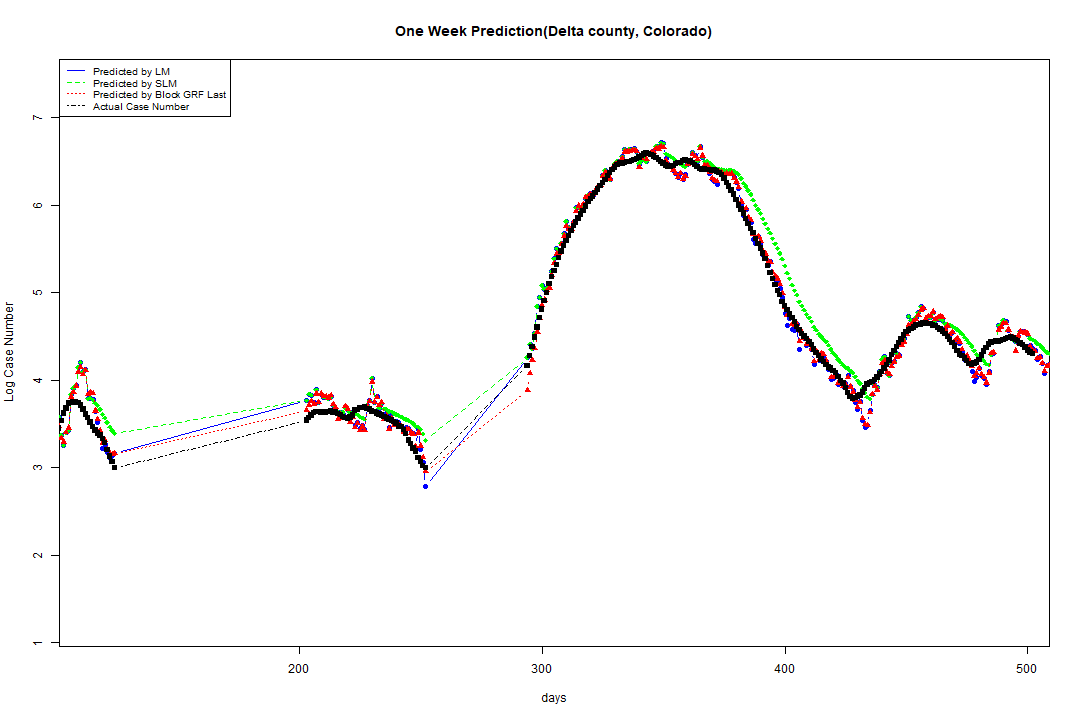 One Week Prediction(Delta county, Colorado)
Predicted by LM
Predicted by SLM
Predicted by Block GRF Last
Actual Case Number
Log Case Number
7
6
5
4
3
2
1
200
300
400
500
days